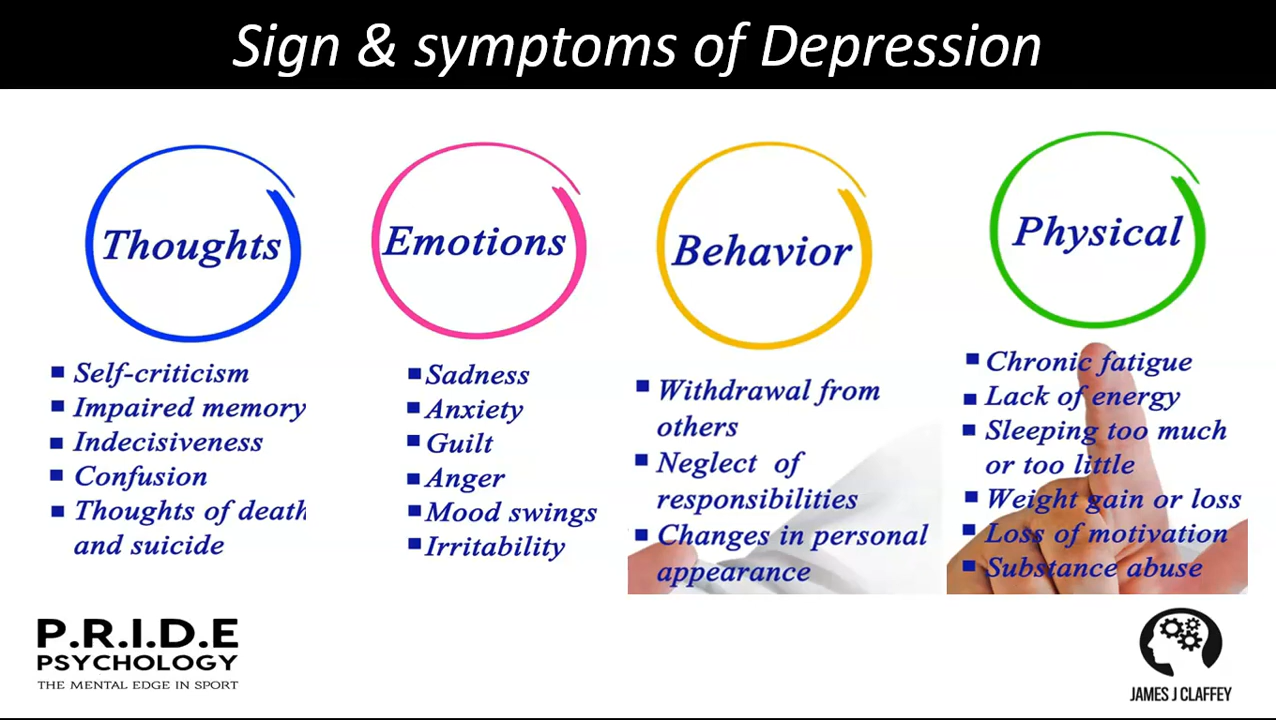 Sign & symptoms of Depression
Thoughts
Self-criticism
Impaired memory
Indecisiveness
Confusion
Thoughts of death
and suicide
Emotions
Sadness
Anxiety
Guilt
Anger
Mood swings
Irritability
Behavior
Withdrawal from
others
Neglect of
responsibilities
Changes in personal
appearance
Physical
Chronic fatigue
Lack of energy
Sleeping too much
or too little
Weight gain or loss
Loss of motivation
Substance abuse
P.R.I.D.E
PSYCHOLOGY
THE MENTAL EDGE IN SPORT
JAMES J CLAFFEY